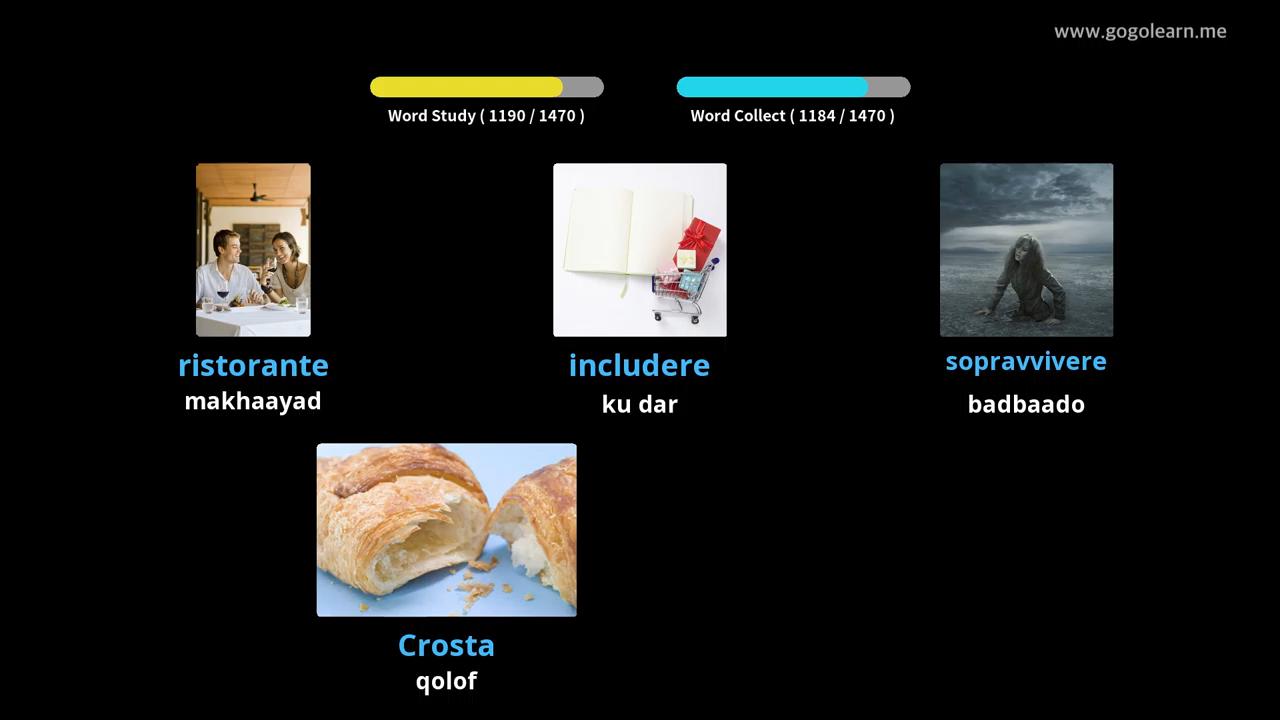 www.gogolearn.me
Word Study ( 1190 / 1470 )
Word Collect ( 1184 / 1470 )
ristorante
makhaayad
includere
ku dar
sopravvivere
badbaado
Crosta
qolof